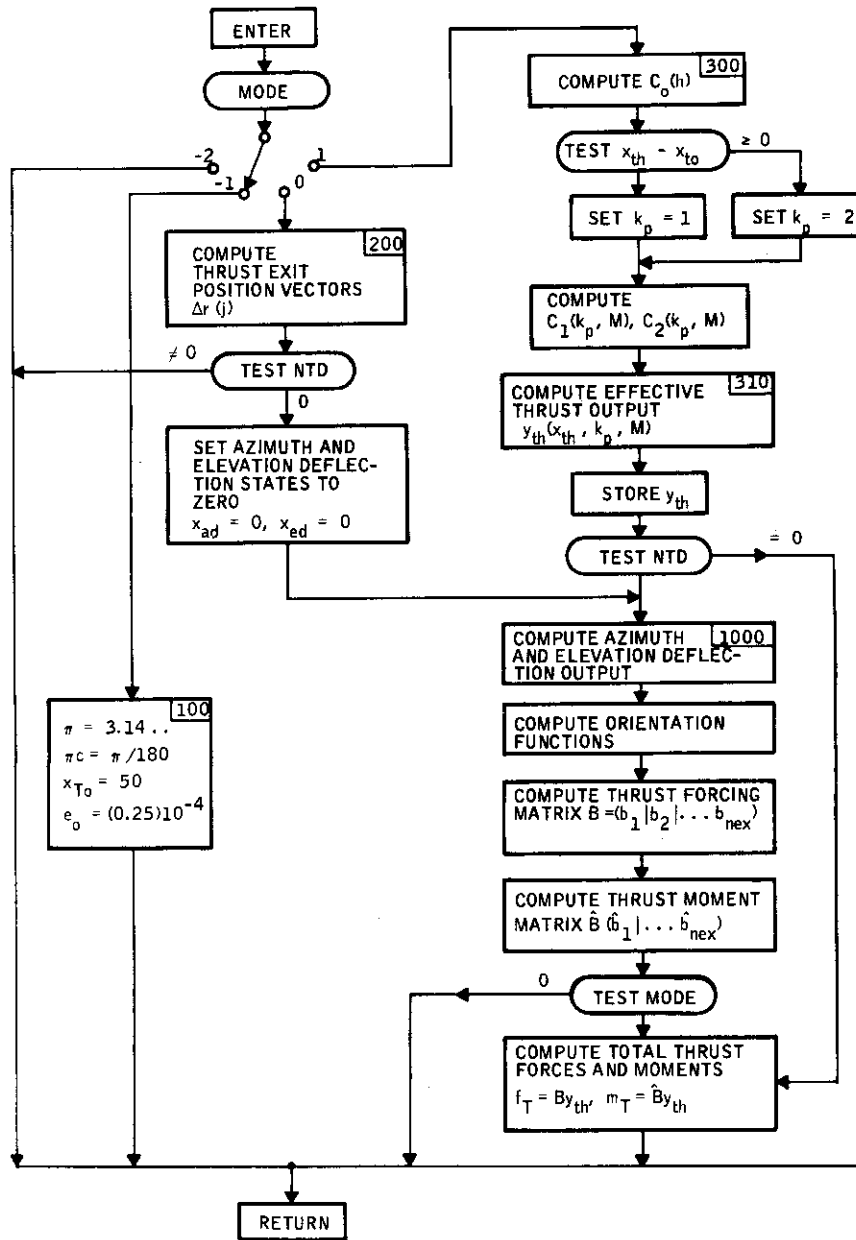 ENTER
MODE
-2
-1
0
1
200
COMPUTE
THRUST EXIT
POSITION VECTORS
Δr (j)
≠ 0
TEST NTD
0
SET AZIMUTH AND
ELEVATION DEFLEC-
TION STATES TO
ZERO
x_ad = 0, x_ed = 0
100
π = 3.14 . .
πc = π/180
x_To = 50
e_o = (0.25)10^-4
300
COMPUTE C_o(h)
TEST x_th - x_to
≥ 0
SET k_p = 1
SET k_p = 2
COMPUTE
C_1(k_p, M), C_2(k_p, M)
310
COMPUTE EFFECTIVE
THRUST OUTPUT
y_th(x_th, k_p, M)
STORE y_th
TEST NTD
= 0
1000
COMPUTE AZIMUTH
AND ELEVATION DEFLEC-
TION OUTPUT
COMPUTE ORIENTATION
FUNCTIONS
COMPUTE THRUST FORCING
MATRIX B =(b_1|b_2|... b_nex)
COMPUTE THRUST MOMENT
MATRIX B̂ (b̂_1|... b̂_nex)
0
TEST MODE
COMPUTE TOTAL THRUST
FORCES AND MOMENTS
f_T = By_th, m_T = B̂y_th
RETURN